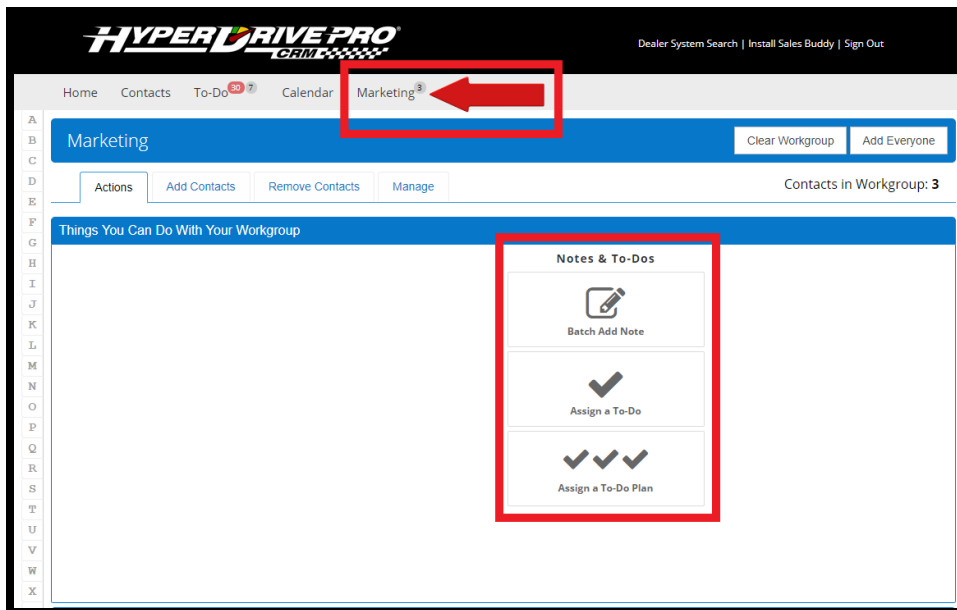 HYPERDRIVE PRO
CRM
Dealer System Search | Install Sales Buddy | Sign Out
Home Contacts To-Do 30 7 Calendar Marketing 3
Marketing
Clear Workgroup Add Everyone
Actions Add Contacts Remove Contacts Manage
Contacts in Workgroup: 3
Things You Can Do With Your Workgroup
Notes & To-Dos
Batch Add Note
Assign a To-Do
Assign a To-Do Plan
A
B
C
D
E
F
G
H
I
J
K
L
M
N
O
P
Q
R
S
T
U
V
W
X